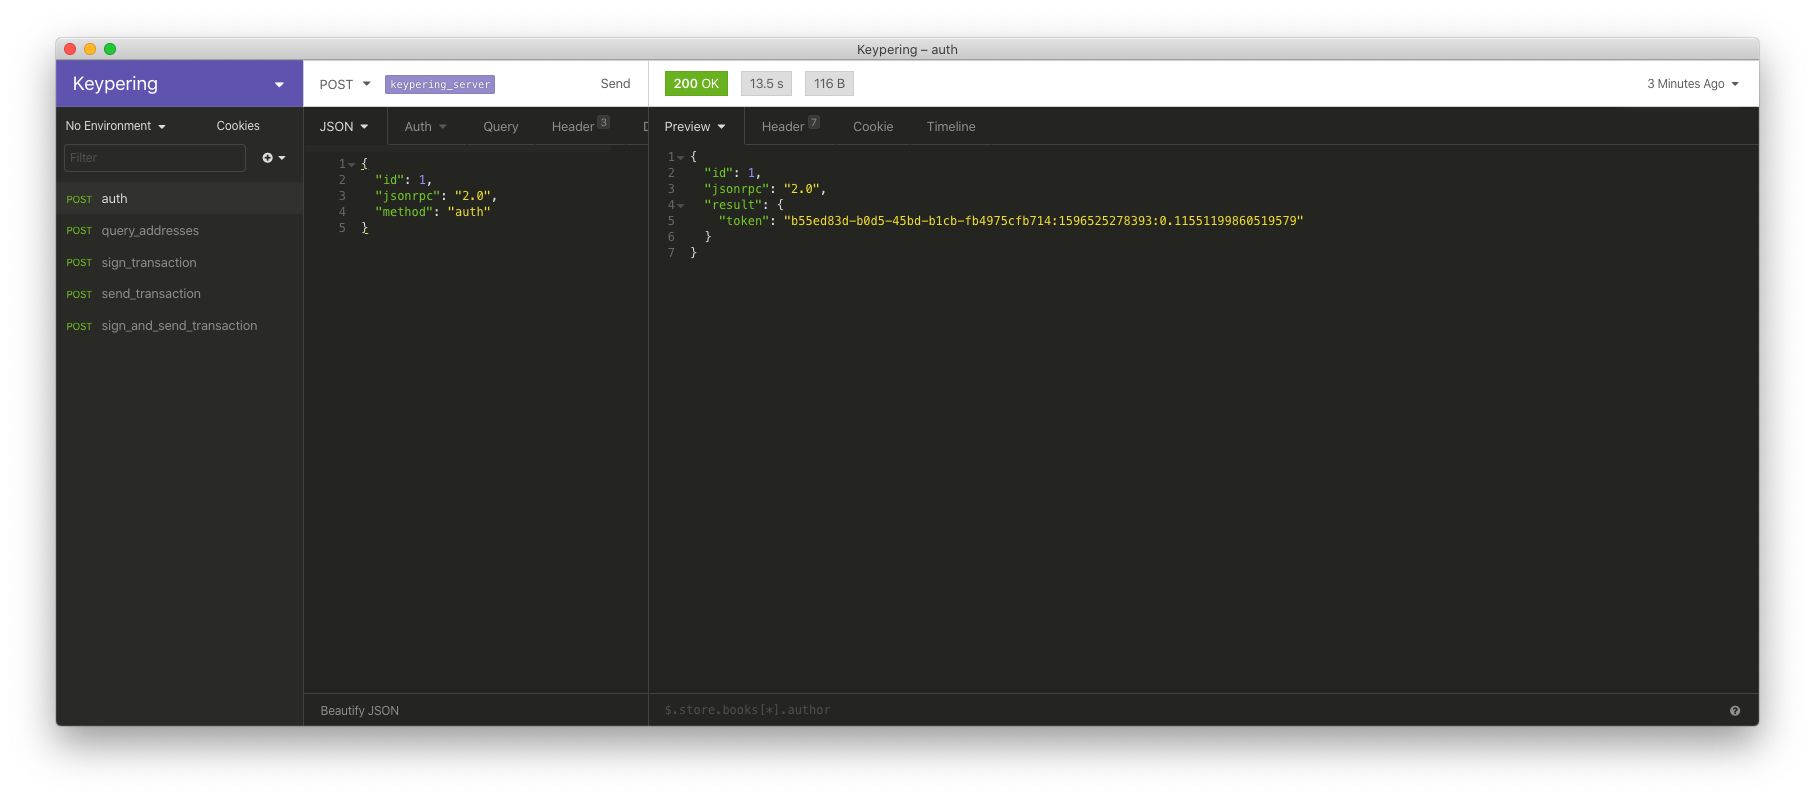 Keypering – auth
Keypering
POST keypering_server Send
200 OK 13.5 s 116 B 3 Minutes Ago
No Environment Cookies
Filter
POST auth
POST query_addresses
POST sign_transaction
POST send_transaction
POST sign_and_send_transaction
JSON Auth Query Header 3
1 {
2 "id": 1,
3 "jsonrpc": "2.0",
4 "method": "auth"
5 }
Beautify JSON
Preview Header 7 Cookie Timeline
1 {
2 "id": 1,
3 "jsonrpc": "2.0",
4 "result": {
5 "token": "b55ed83d-b0d5-45bd-b1cb-fb4975cfb714:1596525278393:0.11551199860519579"
6 }
7 }
$.store.books[*].author